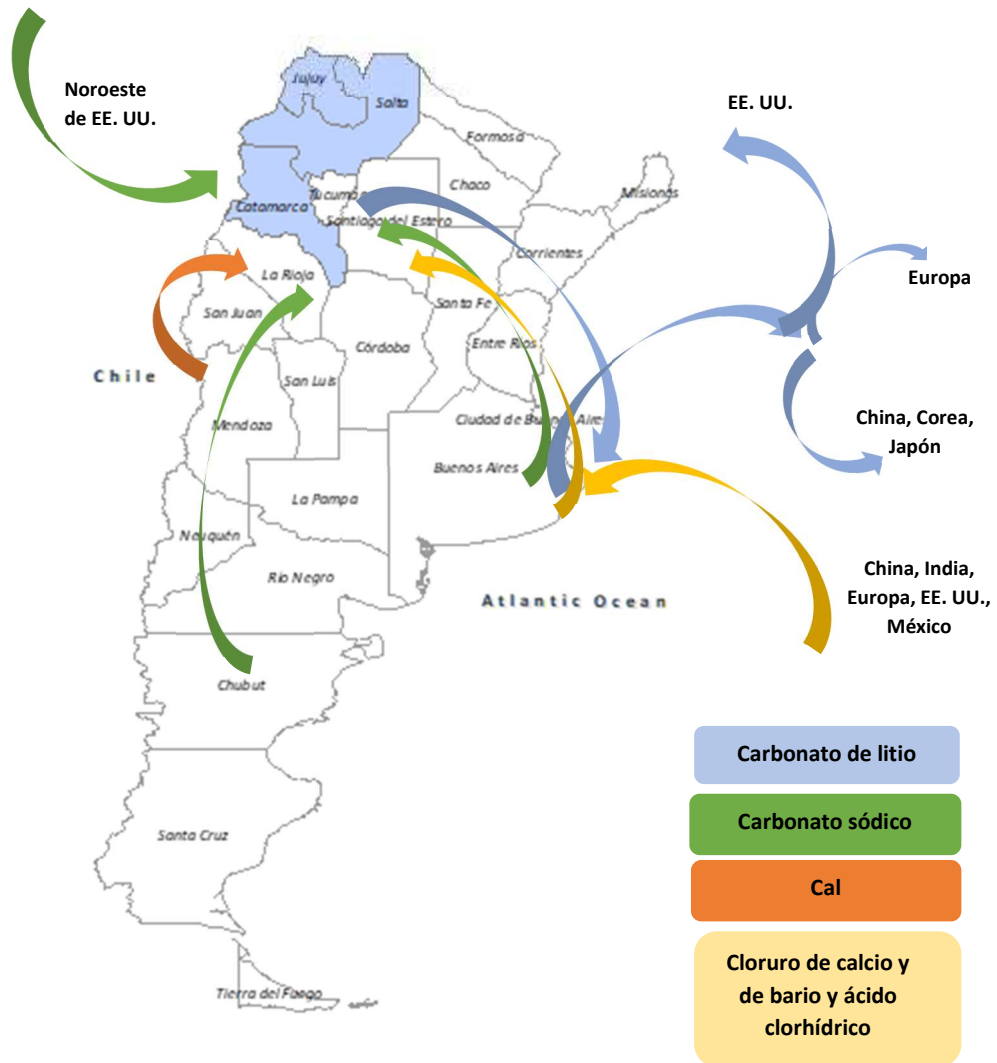 Noroeste
de EE. UU.
EE. UU.
Europa
China, Corea,
Japón
China, India,
Europa, EE. UU.,
México
Jujuy
Salta
Formosa
Chaco
Misiones
Catamarca
Tucumán
Santiago del Estero
Corrientes
La Rioja
Santa Fe
San Juan
Córdoba
Entre Ríos
Chile
San Luis
Mendoza
Ciudad de Buenos Aires
Buenos Aires
La Pampa
Neuquén
Río Negro
Atlantic Ocean
Chubut
Santa Cruz
Tierra del Fuego
Carbonato de litio
Carbonato sódico
Cal
Cloruro de calcio y
de bario y ácido
clorhídrico